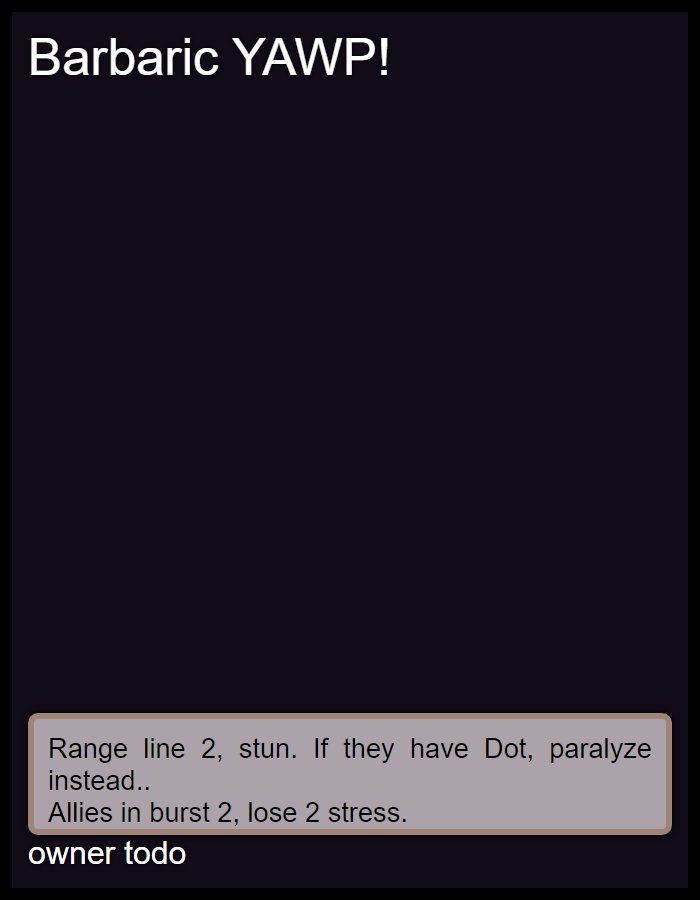 Barbaric YAWP!
Range line 2, stun. If they have Dot, paralyze
instead..
Allies in burst 2, lose 2 stress.
owner todo